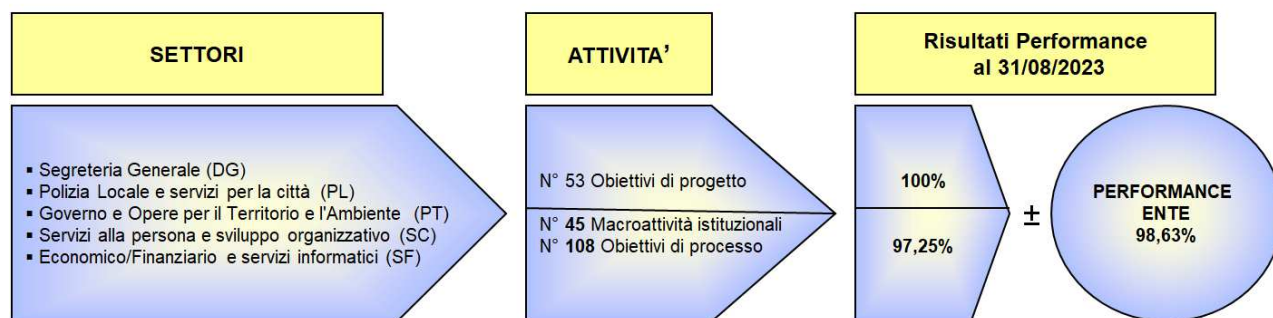 SETTORI
ATTIVITA’
Risultati Performance
al 31/08/2023
▪ Segreteria Generale (DG)
▪ Polizia Locale e servizi per la città (PL)
▪ Governo e Opere per il Territorio e l'Ambiente (PT)
▪ Servizi alla persona e sviluppo organizzativo (SC)
▪ Economico/Finanziario e servizi informatici (SF)
N° 53 Obiettivi di progetto
N° 45 Macroattività istituzionali
N° 108 Obiettivi di processo
100%
97,25%
±
PERFORMANCE
ENTE
98,63%